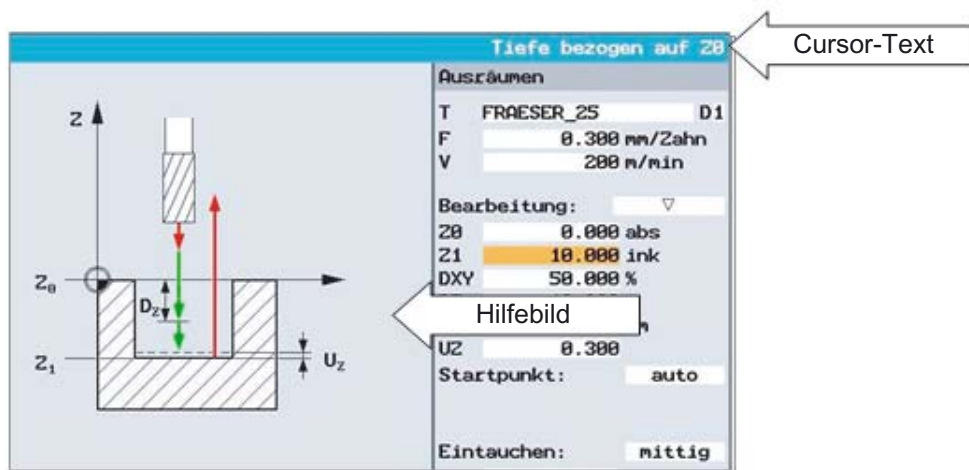 Tiefe bezogen auf Z0
Cursor-Text
Ausräumen
T FRAESER_25 D1
F 0.300 mm/Zahn
V 200 m/min
Bearbeitung: ▽
Z0 0.000 abs
Z1 10.000 ink
DXY 50.000 %
Hilfebild
UZ 0.300
Startpunkt: auto
Eintauchen: mittig
Z
Z0
DZ
Z1
UZ